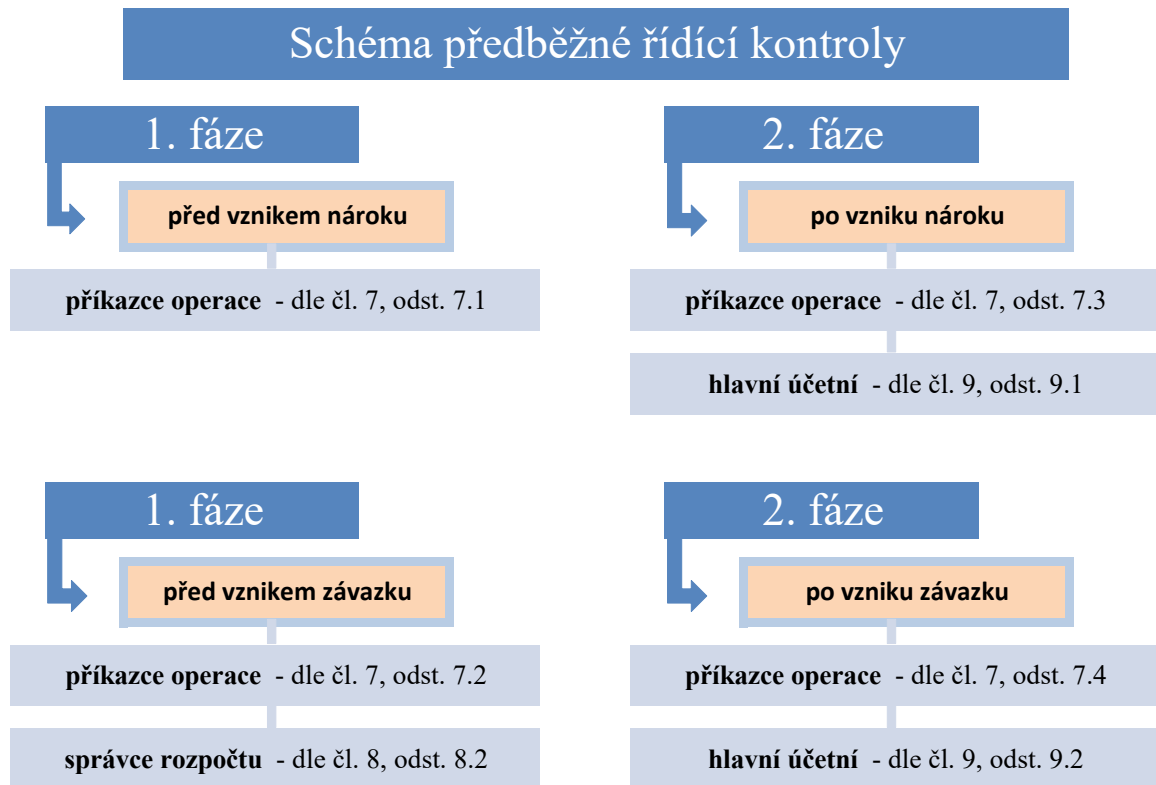 Schéma předběžné řídící kontroly
1. fáze
před vznikem nároku
příkazce operace - dle čl. 7, odst. 7.1
2. fáze
po vzniku nároku
příkazce operace - dle čl. 7, odst. 7.3
hlavní účetní - dle čl. 9, odst. 9.1
1. fáze
před vznikem závazku
příkazce operace - dle čl. 7, odst. 7.2
správce rozpočtu - dle čl. 8, odst. 8.2
2. fáze
po vzniku závazku
příkazce operace - dle čl. 7, odst. 7.4
hlavní účetní - dle čl. 9, odst. 9.2